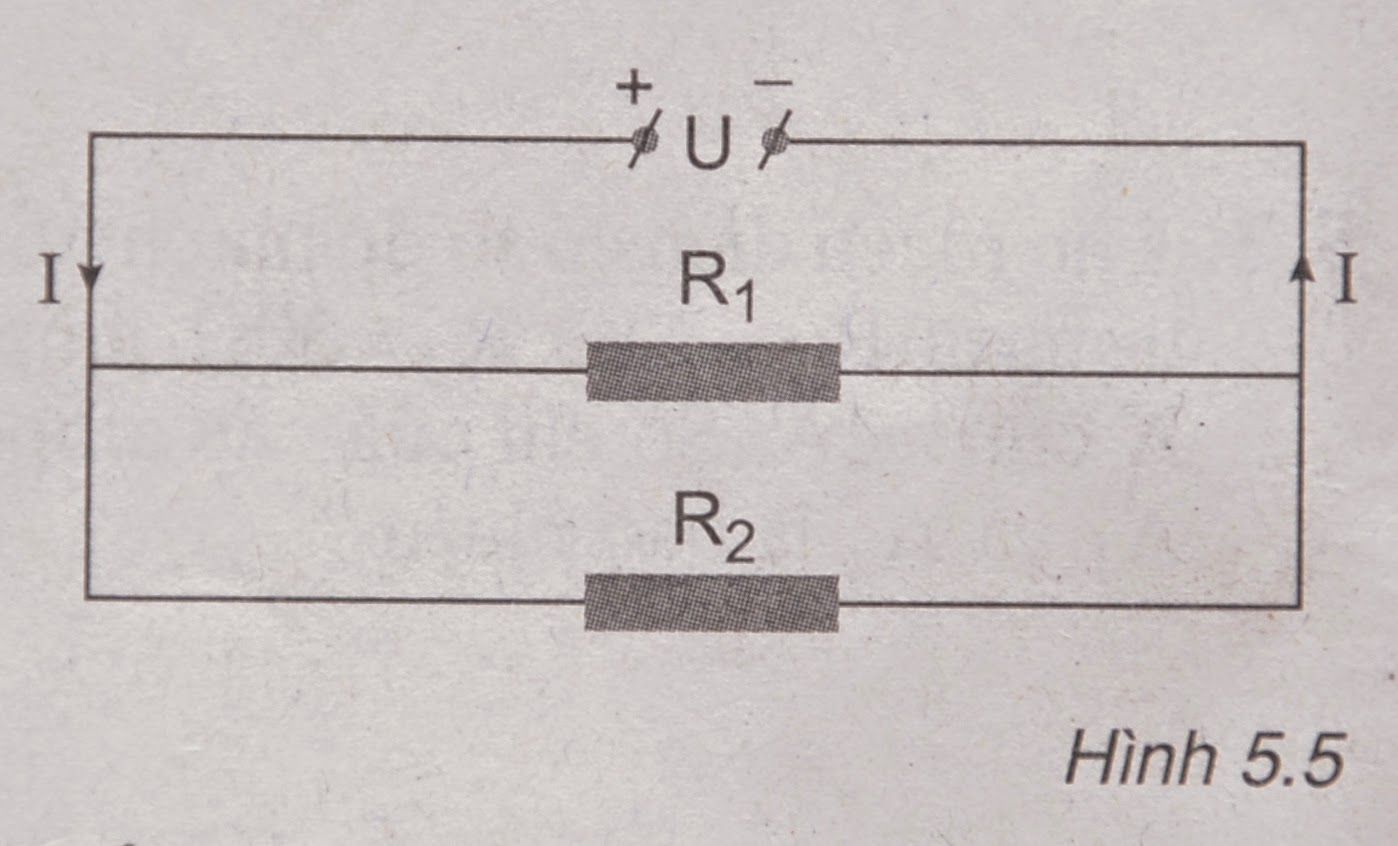 + −
U
I R₁ I
R₂
Hình 5.5